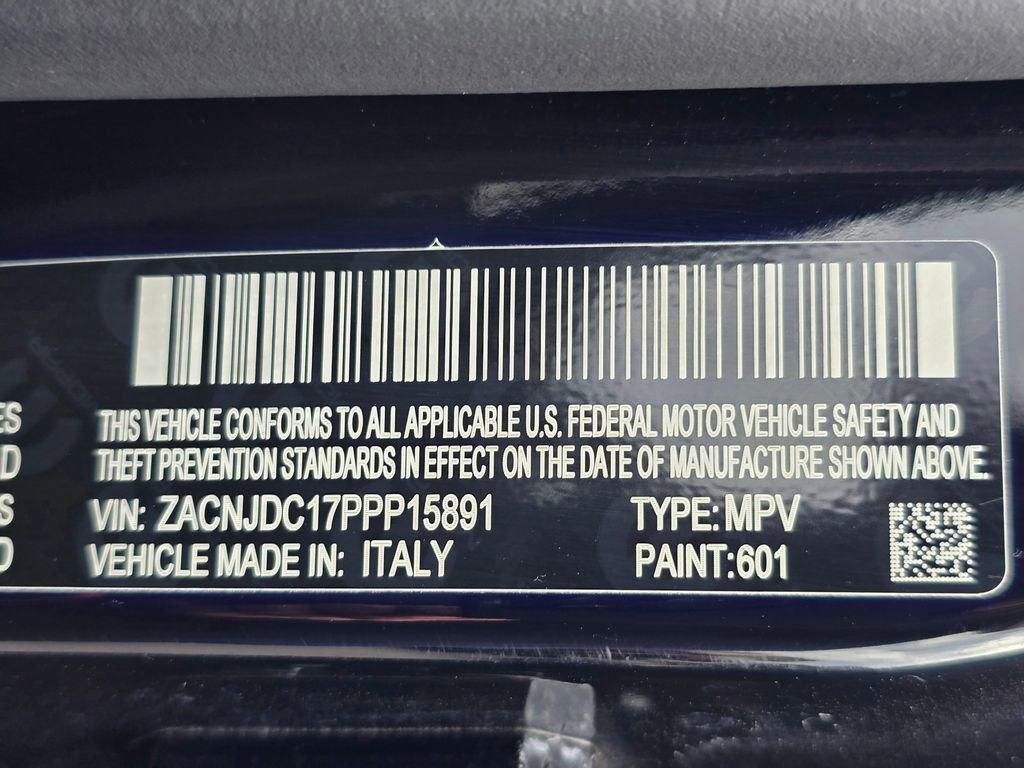 ES
THIS VEHICLE CONFORMS TO ALL APPLICABLE U.S. FEDERAL MOTOR VEHICLE SAFETY AND
D
THEFT PREVENTION STANDARDS IN EFFECT ON THE DATE OF MANUFACTURE SHOWN ABOVE.
S
VIN: ZACNJDC17PPP15891 TYPE: MPV
D
VEHICLE MADE IN: ITALY PAINT:601